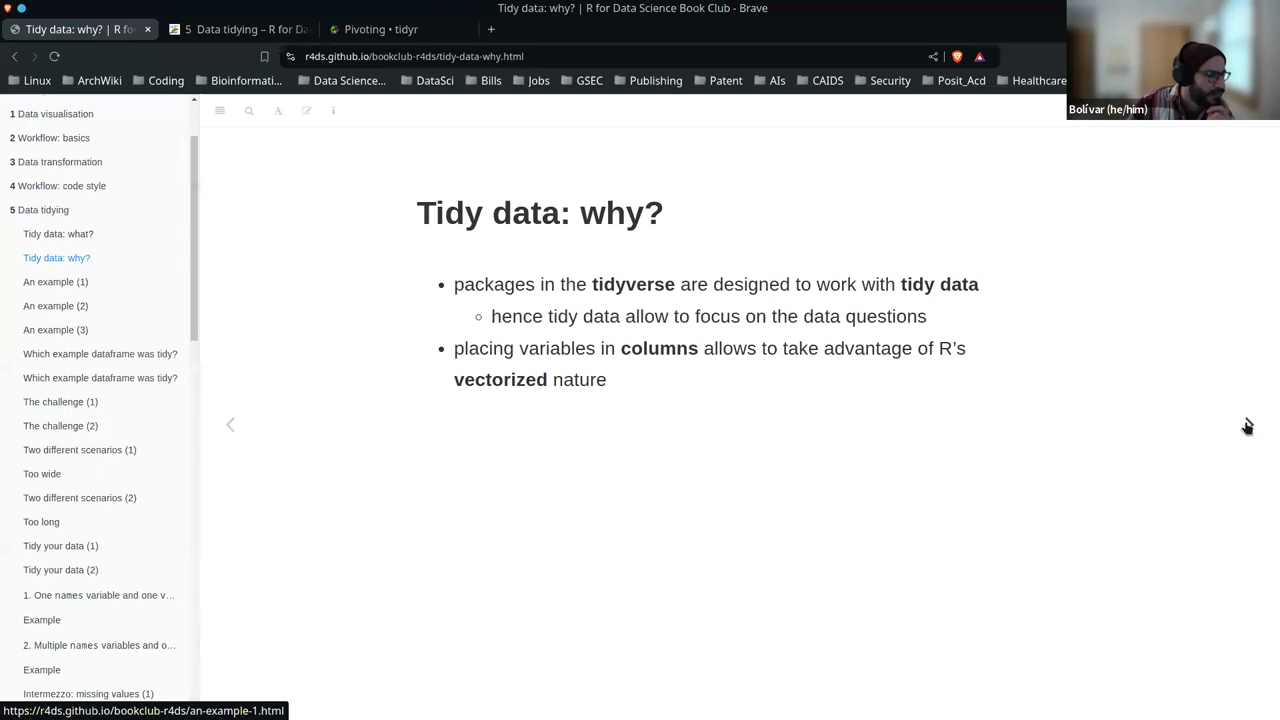 Tidy data: why? | R for Data Science Book Club - Brave
Tidy data: why? | R fo
5 Data tidying – R for Da
Pivoting • tidyr
r4ds.github.io/bookclub-r4ds/tidy-data-why.html
Linux
ArchWiki
Coding
Bioinformati...
Data Science...
DataSci
Bills
Jobs
GSEC
Publishing
Patent
AIs
CAIDS
Security
Posit_Acd
Healthcare
Bolívar (he/him)
1 Data visualisation
2 Workflow: basics
3 Data transformation
4 Workflow: code style
5 Data tidying
Tidy data: what?
Tidy data: why?
An example (1)
An example (2)
An example (3)
Which example dataframe was tidy?
Which example dataframe was tidy?
The challenge (1)
The challenge (2)
Two different scenarios (1)
Too wide
Two different scenarios (2)
Too long
Tidy your data (1)
Tidy your data (2)
1. One names variable and one v…
Example
2. Multiple names variables and o…
Example
Intermezzo: missing values (1)
Tidy data: why?
• packages in the tidyverse are designed to work with tidy data
◦ hence tidy data allow to focus on the data questions
• placing variables in columns allows to take advantage of R’s
vectorized nature
https://r4ds.github.io/bookclub-r4ds/an-example-1.html